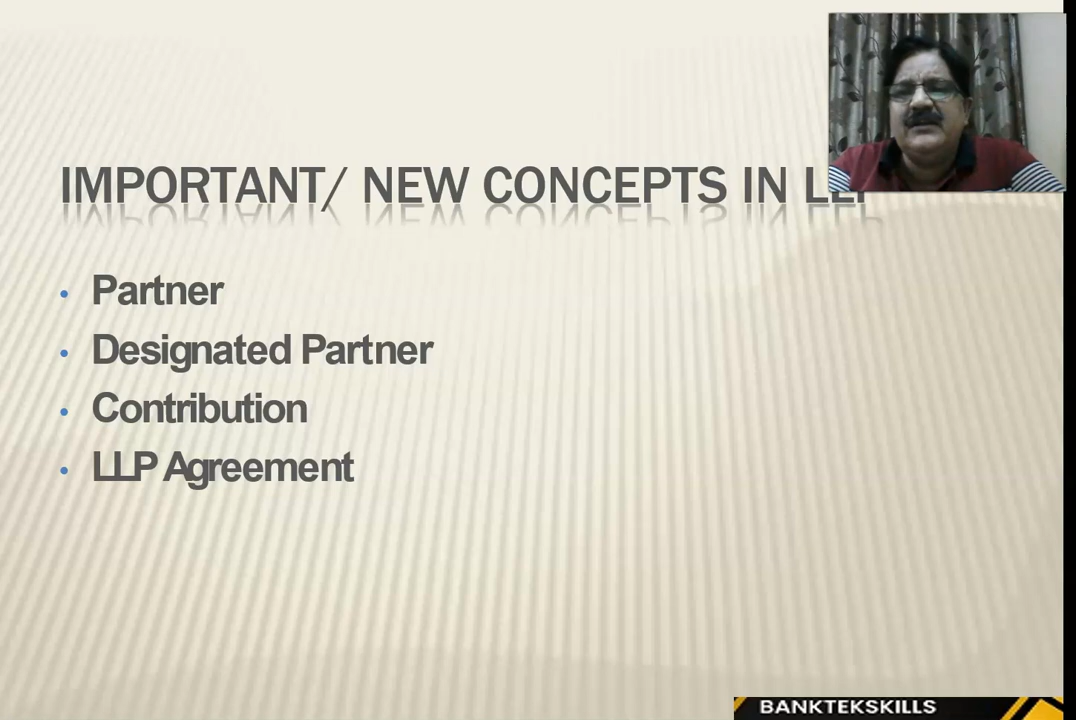 IMPORTANT/ NEW CONCEPTS IN
• Partner
• Designated Partner
• Contribution
• LLP Agreement
BANKTEKSKILLS